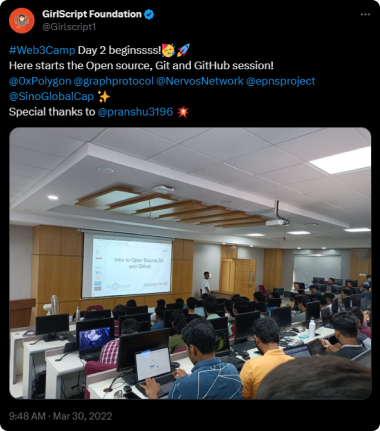 GirlScript Foundation
@Girlscript1
#Web3Camp Day 2 beginssss!🥳🚀
Here starts the Open source, Git and GitHub session!
@0xPolygon @graphprotocol @NervosNetwork @epnsproject
@SinoGlobalCap ✨
Special thanks to @pranshu3196 💥
Intro to Open Source,Git
and Github
9:48 AM · Mar 30, 2022